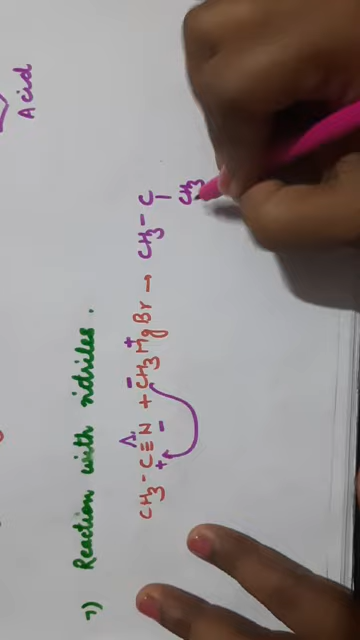 Acid
7) Reaction with nitriles.
CH3-C≡N + CH3MgBr → CH3-C
CH3